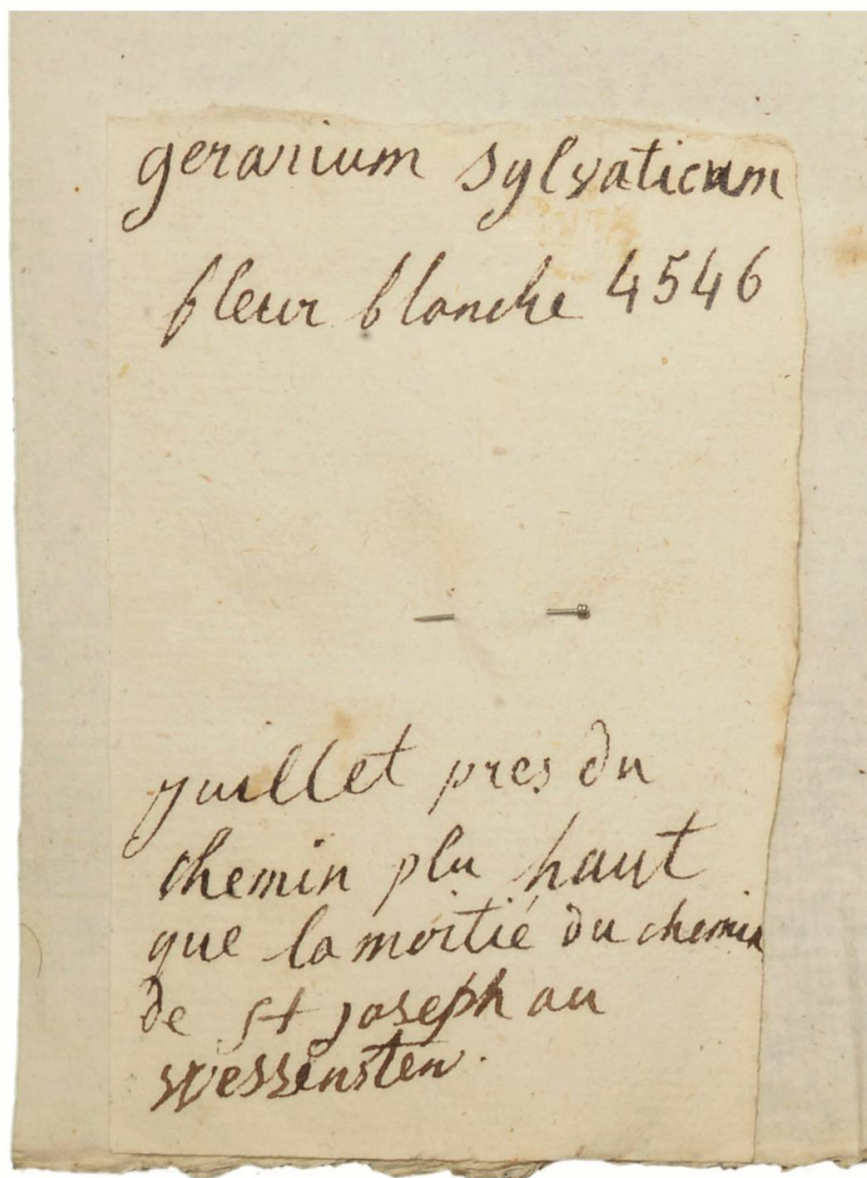 geranium sylvaticum
fleur blanche 4546
juillet pres du
chemin plu haut
que la moitié du chemin
de st joseph au
Wessensten.